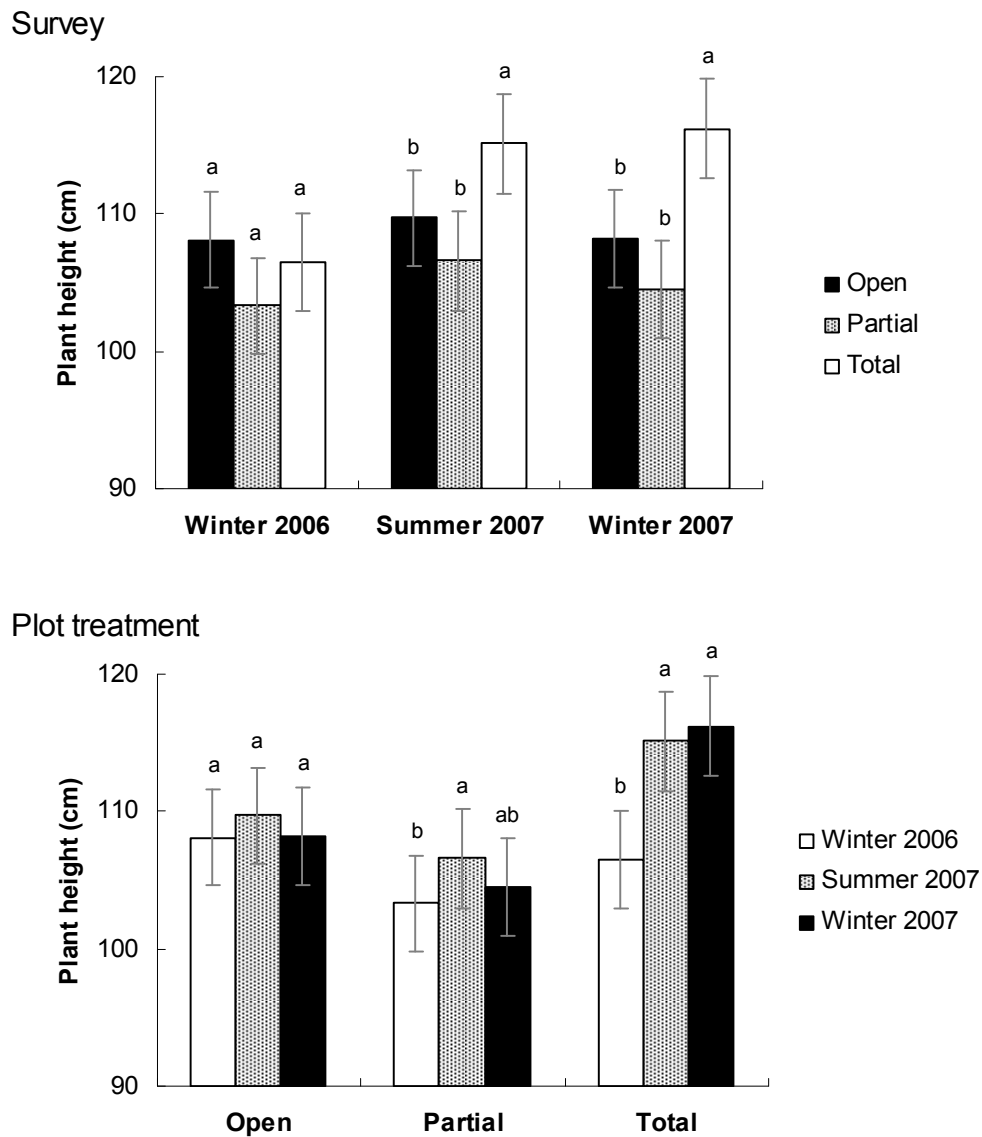 Survey
120
110
100
90
Plant height (cm)
a
a
a
b
b
a
b
b
a
Winter 2006
Summer 2007
Winter 2007
Open
Partial
Total
Plot treatment
120
110
100
90
Plant height (cm)
a
a
a
b
a
ab
b
a
a
Open
Partial
Total
Winter 2006
Summer 2007
Winter 2007